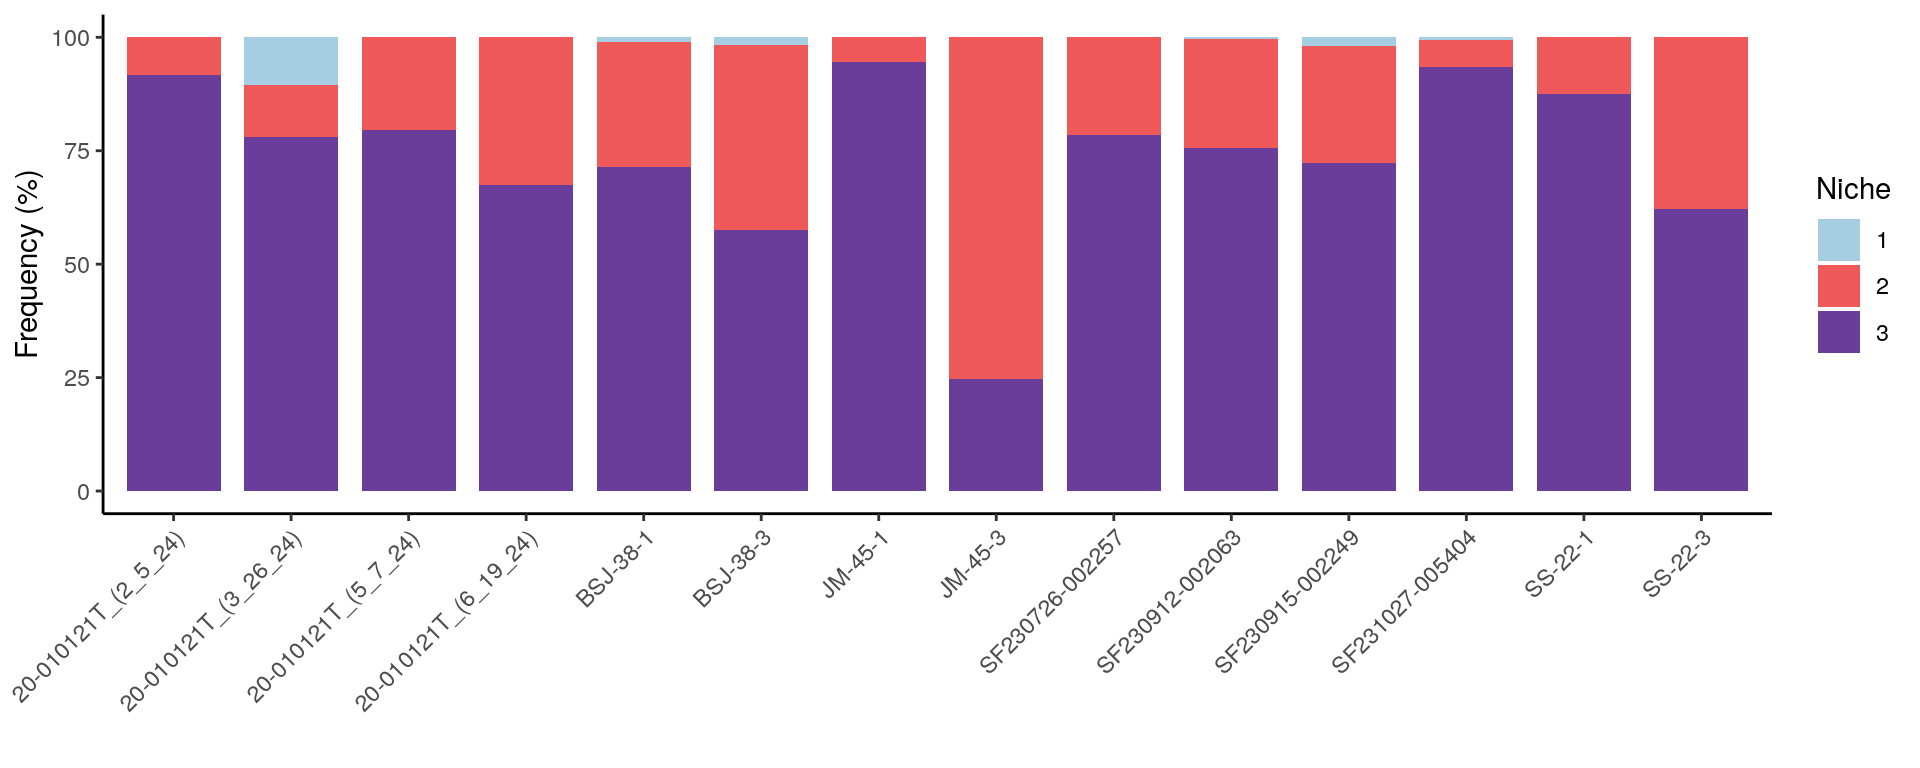 Frequency (%)
100
75
50
25
0
20-010121T_(2_5_24)
20-010121T_(3_26_24)
20-010121T_(5_7_24)
20-010121T_(6_19_24)
BSJ-38-1
BSJ-38-3
JM-45-1
JM-45-3
SF230726-002257
SF230912-002063
SF230915-002249
SF231027-005404
SS-22-1
SS-22-3
Niche
1
2
3